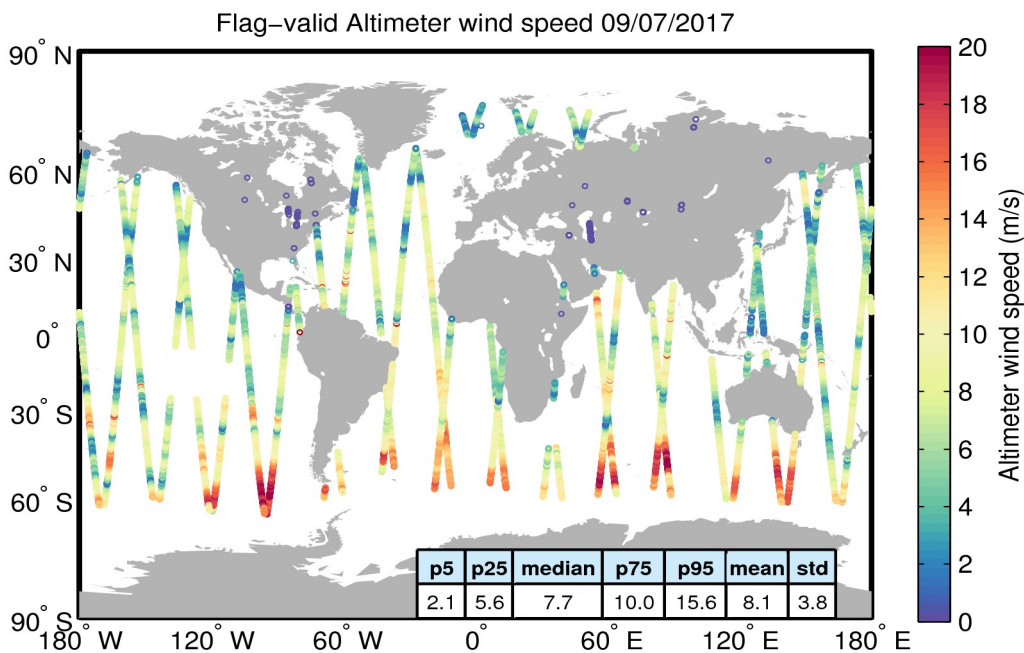 Flag−valid Altimeter wind speed 09/07/2017
90° N
60° N
30° N
0°
30° S
60° S
90° S
180° W
120° W
60° W
0°
60° E
120° E
180° E
p5 p25 median p75 p95 mean std
2.1 5.6 7.7 10.0 15.6 8.1 3.8
20
18
16
14
12
10
8
6
4
2
0
Altimeter wind speed (m/s)